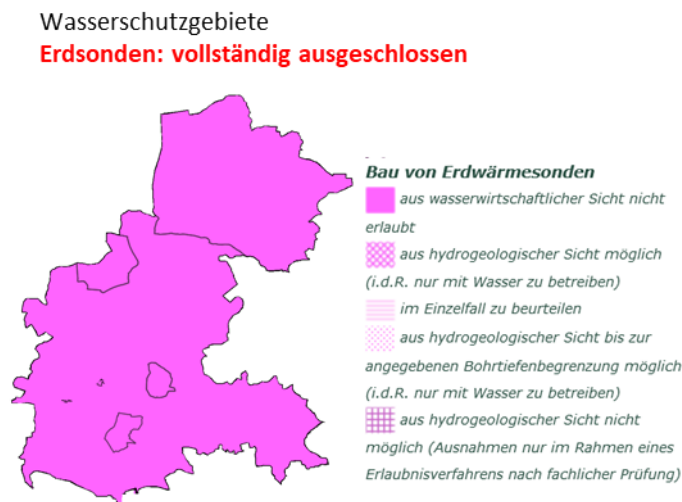 Wasserschutzgebiete
Erdsonden: vollständig ausgeschlossen
Bau von Erdwärmesonden
aus wasserwirtschaftlicher Sicht nicht
erlaubt
aus hydrogeologischer Sicht möglich
(i.d.R. nur mit Wasser zu betreiben)
im Einzelfall zu beurteilen
aus hydrogeologischer Sicht bis zur
angegebenen Bohrtiefenbegrenzung möglich
(i.d.R. nur mit Wasser zu betreiben)
aus hydrogeologischer Sicht nicht
möglich (Ausnahmen nur im Rahmen eines
Erlaubnisverfahrens nach fachlicher Prüfung)